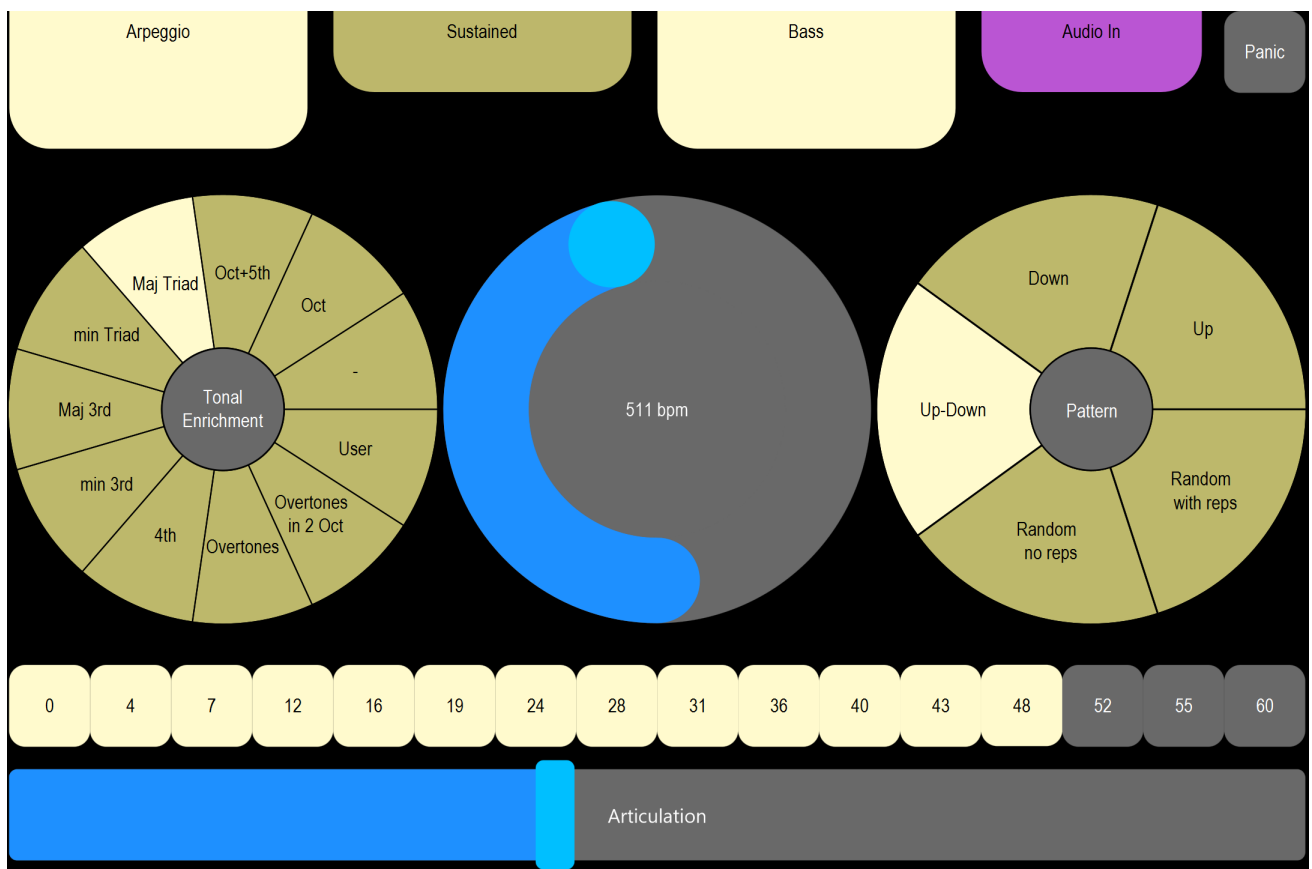 Arpeggio
Sustained
Bass
Audio In
Panic
Oct+5th
Maj Triad
Oct
min Triad
-
Maj 3rd
Tonal
Enrichment
User
min 3rd
Overtones
in 2 Oct
4th
Overtones
511 bpm
Down
Up
Up-Down
Pattern
Random
with reps
Random
no reps
0
4
7
12
16
19
24
28
31
36
40
43
48
52
55
60
Articulation